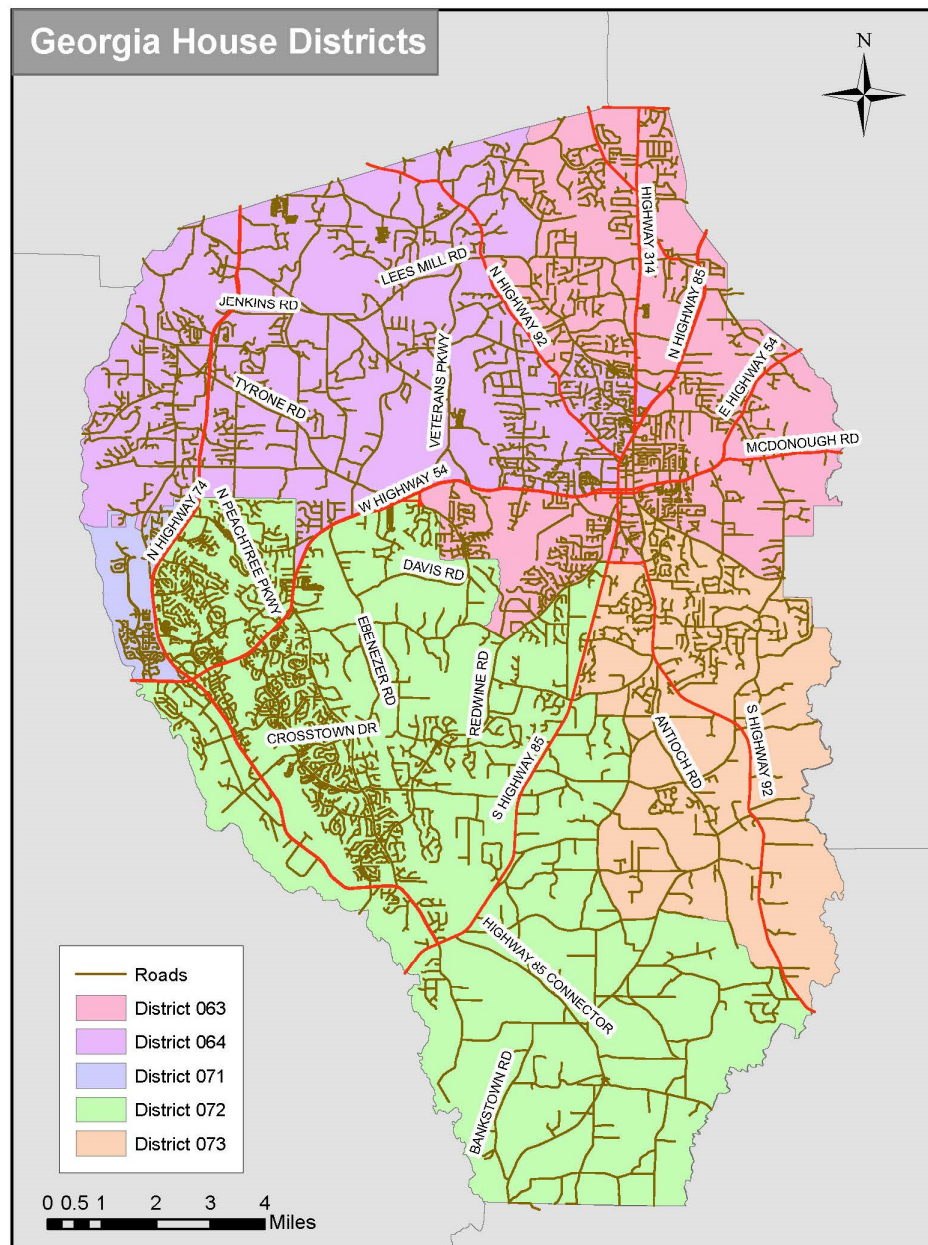 Georgia House Districts
N
HIGHWAY 314
LEES MILL RD
N HIGHWAY 92
N HIGHWAY 85
JENKINS RD
E HIGHWAY 54
VETERANS PKWY
TYRONE RD
MCDONOUGH RD
W HIGHWAY 54
N HIGHWAY 74
N PEACHTREE PKWY
DAVIS RD
EBENEZER RD
REDWINE RD
CROSSTOWN DR
S HIGHWAY 85
ANTIOCH RD
S HIGHWAY 92
HIGHWAY 85 CONNECTOR
BANKSTOWN RD
Roads
District 063
District 064
District 071
District 072
District 073
0 0.5 1 2 3 4
Miles